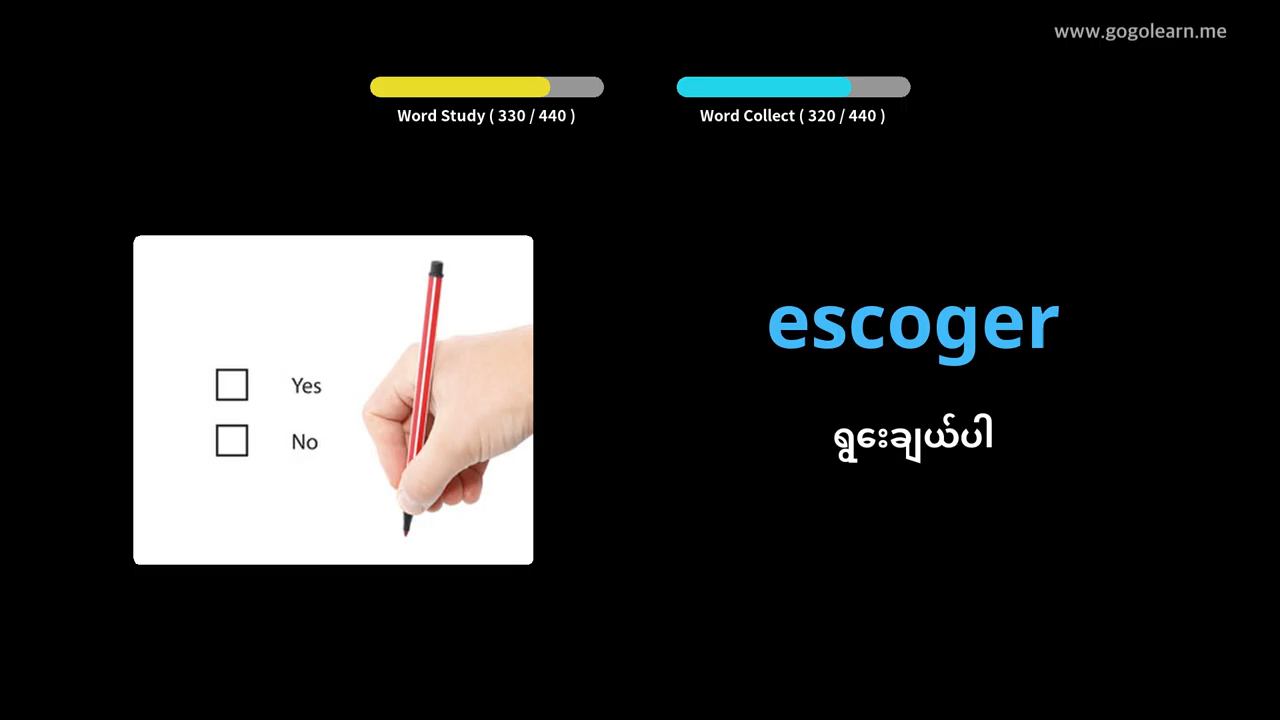 www.gogolearn.me
Word Study ( 330 / 440 )
Word Collect ( 320 / 440 )
Yes
No
escoger
ရွေးချယ်ပါ